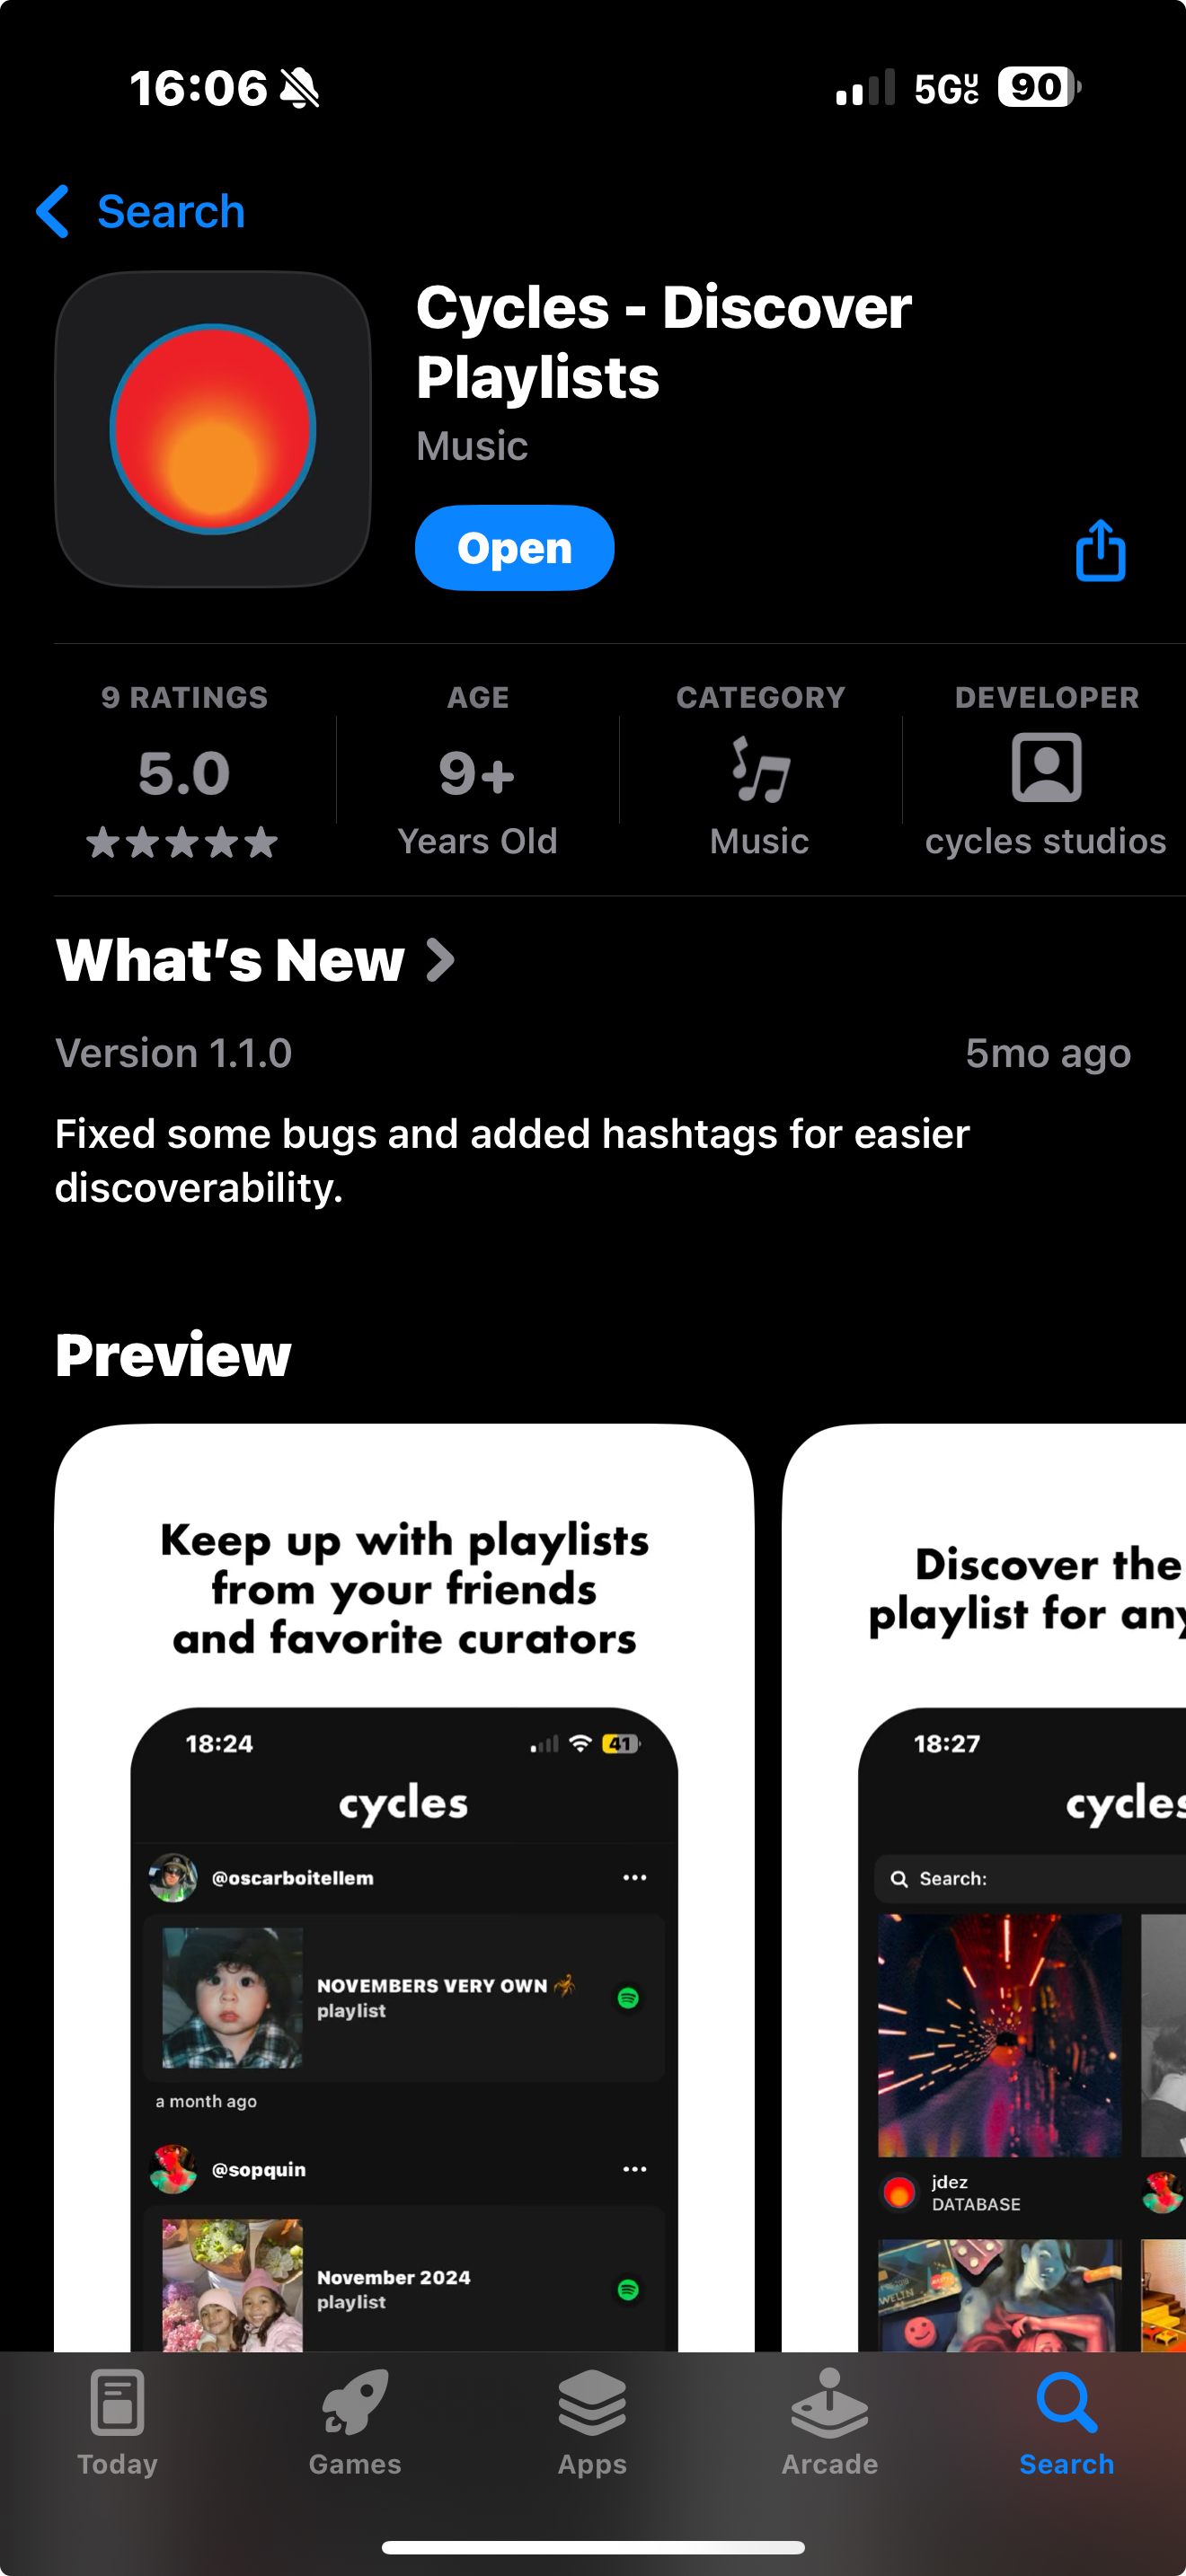 16:06
5G UC 90
Search
Cycles - Discover
Playlists
Music
Open
9 RATINGS
5.0
AGE
9+
Years Old
CATEGORY
Music
DEVELOPER
cycles studios
What's New
Version 1.1.0
5mo ago
Fixed some bugs and added hashtags for easier
discoverability.
Preview
Keep up with playlists
from your friends
and favorite curators
18:24
41
cycles
@oscarboitellem
NOVEMBERS VERY OWN 🦂
playlist
a month ago
@sopquin
November 2024
playlist
Discover the
playlist for any
18:27
cycles
Search:
jdez
DATABASE
Today
Games
Apps
Arcade
Search